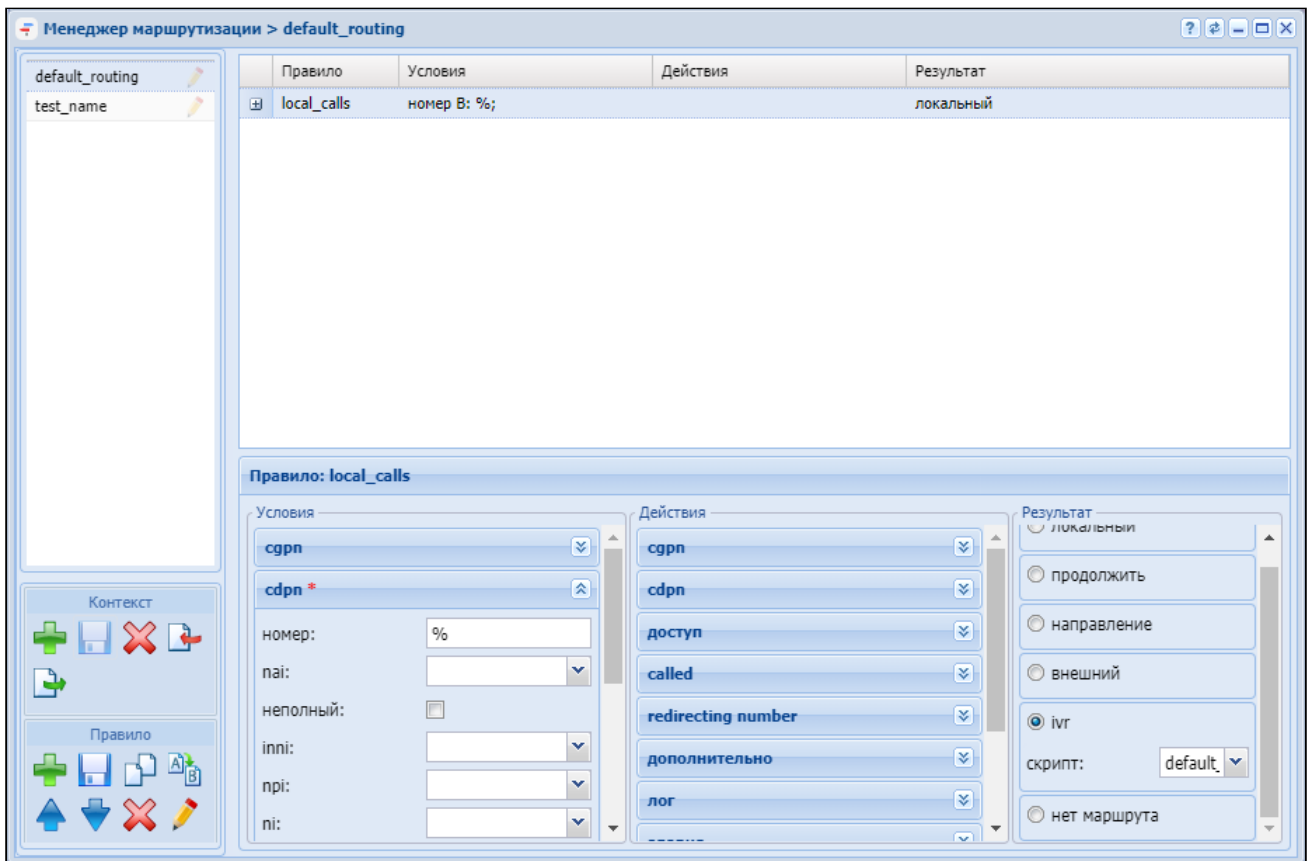 Менеджер маршрутизации > default_routing
default_routing
test_name
Правило Условия Действия Результат
local_calls номер B: %; локальный
Правило: local_calls
Условия
cgpn
cdpn *
номер: %
nai:
неполный:
inni:
npi:
ni:
Действия
cgpn
cdpn
доступ
called
redirecting number
дополнительно
лог
Результат
локальный
продолжить
направление
внешний
ivr
скрипт: default_
нет маршрута
Контекст
Правило